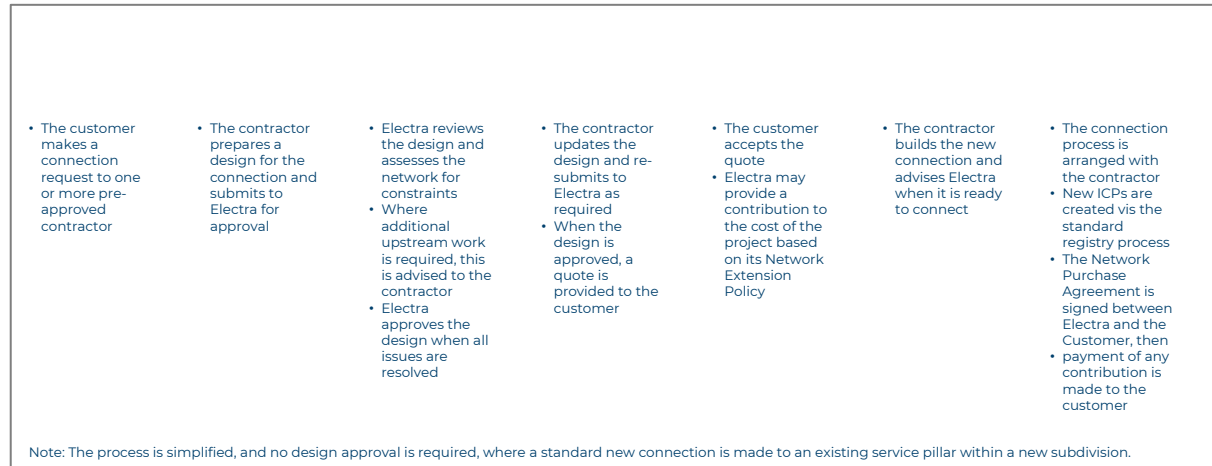 • The customer
makes a
connection
request to one
or more pre-
approved
contractor
• The contractor
prepares a
design for the
connection and
submits to
Electra for
approval
• Electra reviews
the design and
assesses the
network for
constraints
• Where
additional
upstream work
is required, this
is advised to the
contractor
• Electra
approves the
design when all
issues are
resolved
• The contractor
updates the
design and re-
submits to
Electra as
required
• When the
design is
approved, a
quote is
provided to the
customer
• The customer
accepts the
quote
• Electra may
provide a
contribution to
the cost of the
project based
on its Network
Extension
Policy
• The contractor
builds the new
connection and
advises Electra
when it is ready
to connect
• The connection
process is
arranged with
the contractor
• New ICPs are
created vis the
standard
registry process
• The Network
Purchase
Agreement is
signed between
Electra and the
Customer, then
• payment of any
contribution is
made to the
customer
Note: The process is simplified, and no design approval is required, where a standard new connection is made to an existing service pillar within a new subdivision.